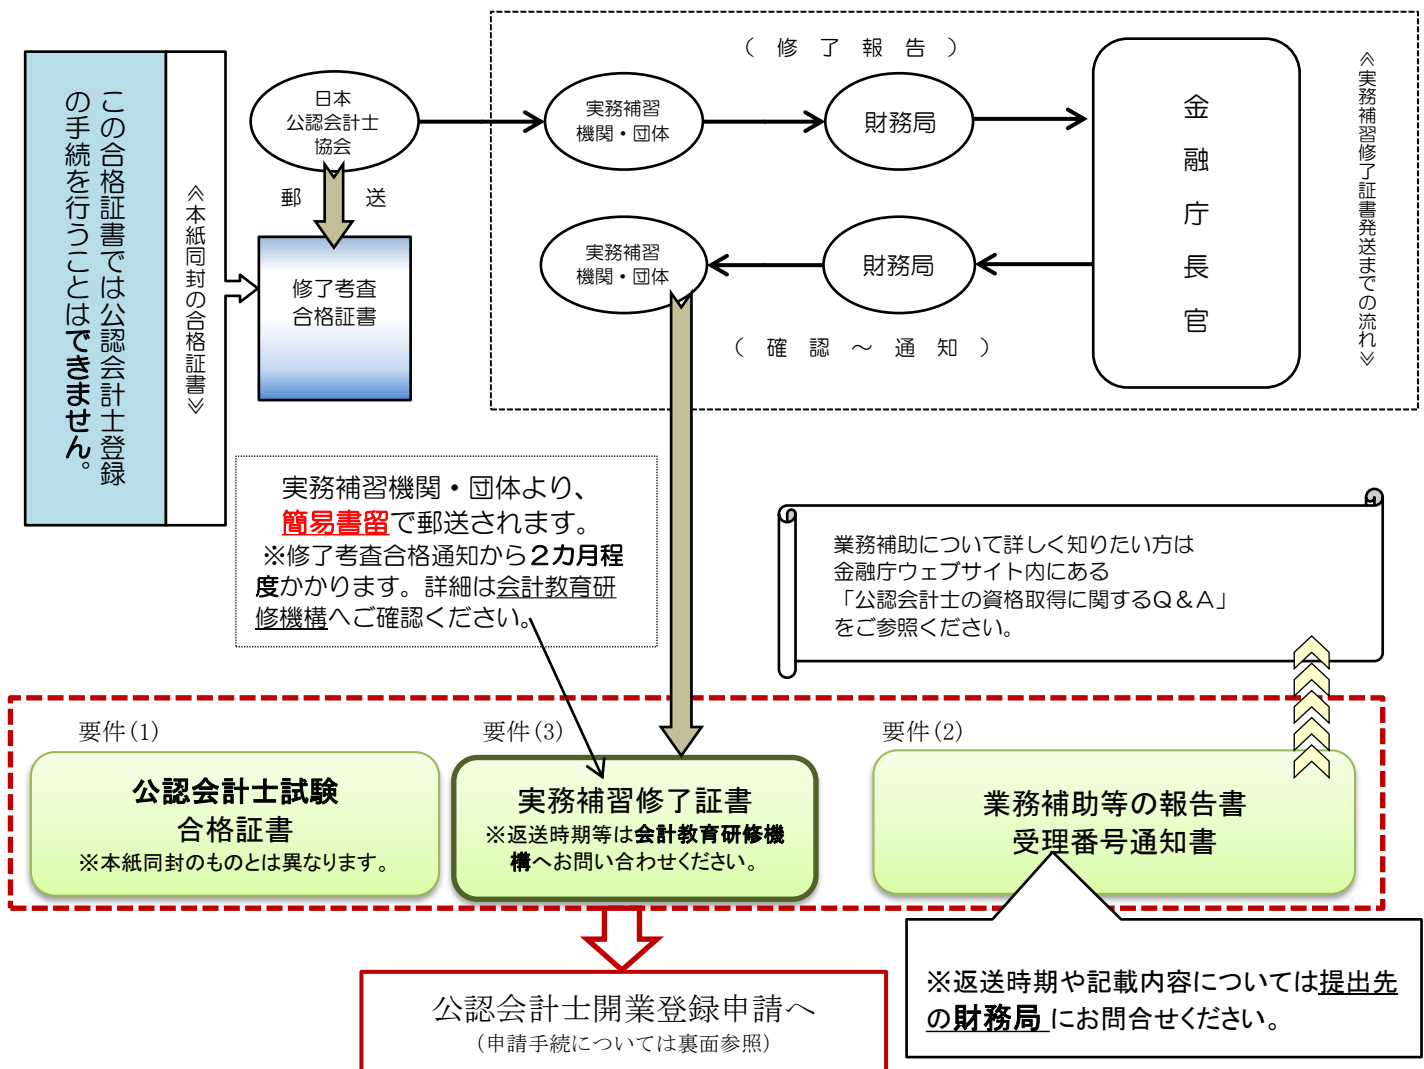 この合格証書では公認会計士登録
の手続を行うことはできません。
≪本紙同封の合格証書≫
日本
公認会計士
協会
郵　送
修了考査
合格証書
（　修　了　報　告　）
実務補習
機関・団体
財務局
金融庁長官
≪実務補習修了証書発送までの流れ≫
実務補習
機関・団体
財務局
（　確　認　～　通　知　）
実務補習機関・団体より、
簡易書留で郵送されます。
※修了考査合格通知から２カ月程
度かかります。詳細は会計教育研
修機構へご確認ください。
業務補助について詳しく知りたい方は
金融庁ウェブサイト内にある
「公認会計士の資格取得に関するＱ＆Ａ」
をご参照ください。
要件(1)
公認会計士試験
合格証書
※本紙同封のものとは異なります。
要件(3)
実務補習修了証書
※返送時期等は会計教育研修機
構へお問い合わせください。
要件(2)
業務補助等の報告書
受理番号通知書
※返送時期や記載内容については提出先
の財務局 にお問合せください。
公認会計士開業登録申請へ
（申請手続については裏面参照）